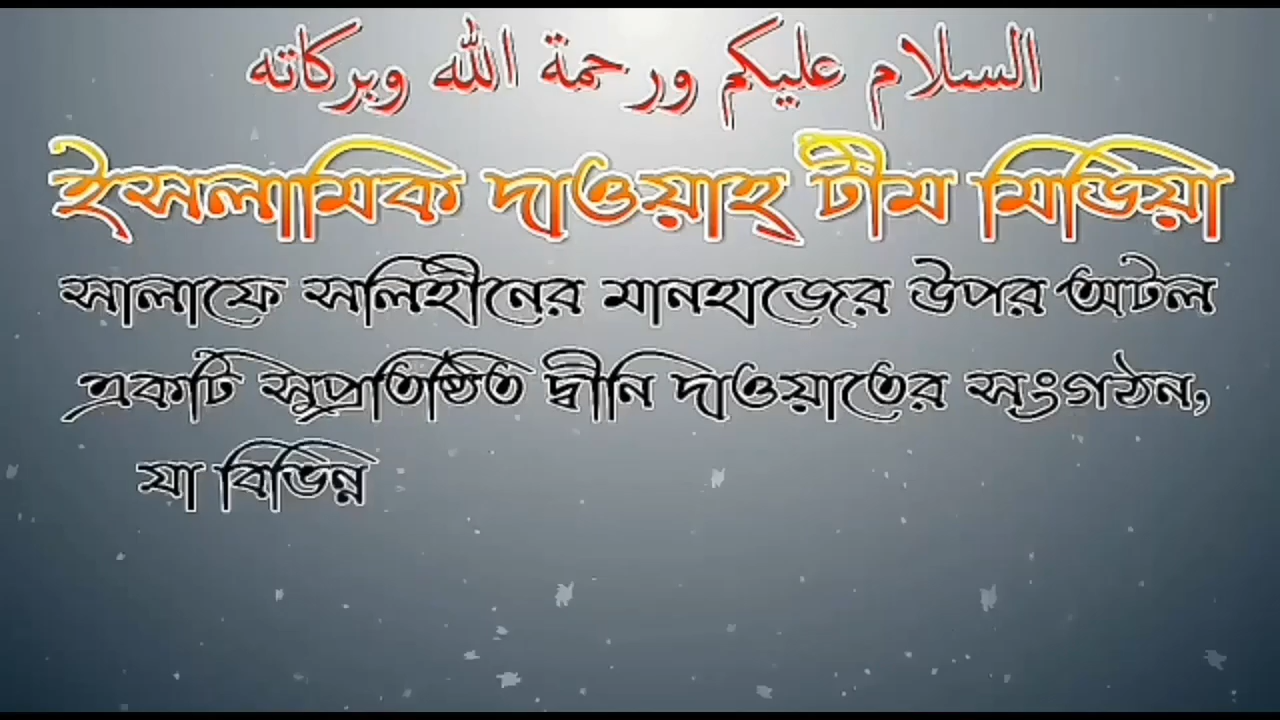 السلام عليكم ورحمة الله وبركاته
ইসলামিক দাওয়াহ্ টীম মিডিয়া
সালাফে সলিহীনের মানহাজের উপর অটল
একটি সুপ্রতিষ্ঠিত দ্বীনি দাওয়াতের সংগঠন,
যা বিভিন্ন